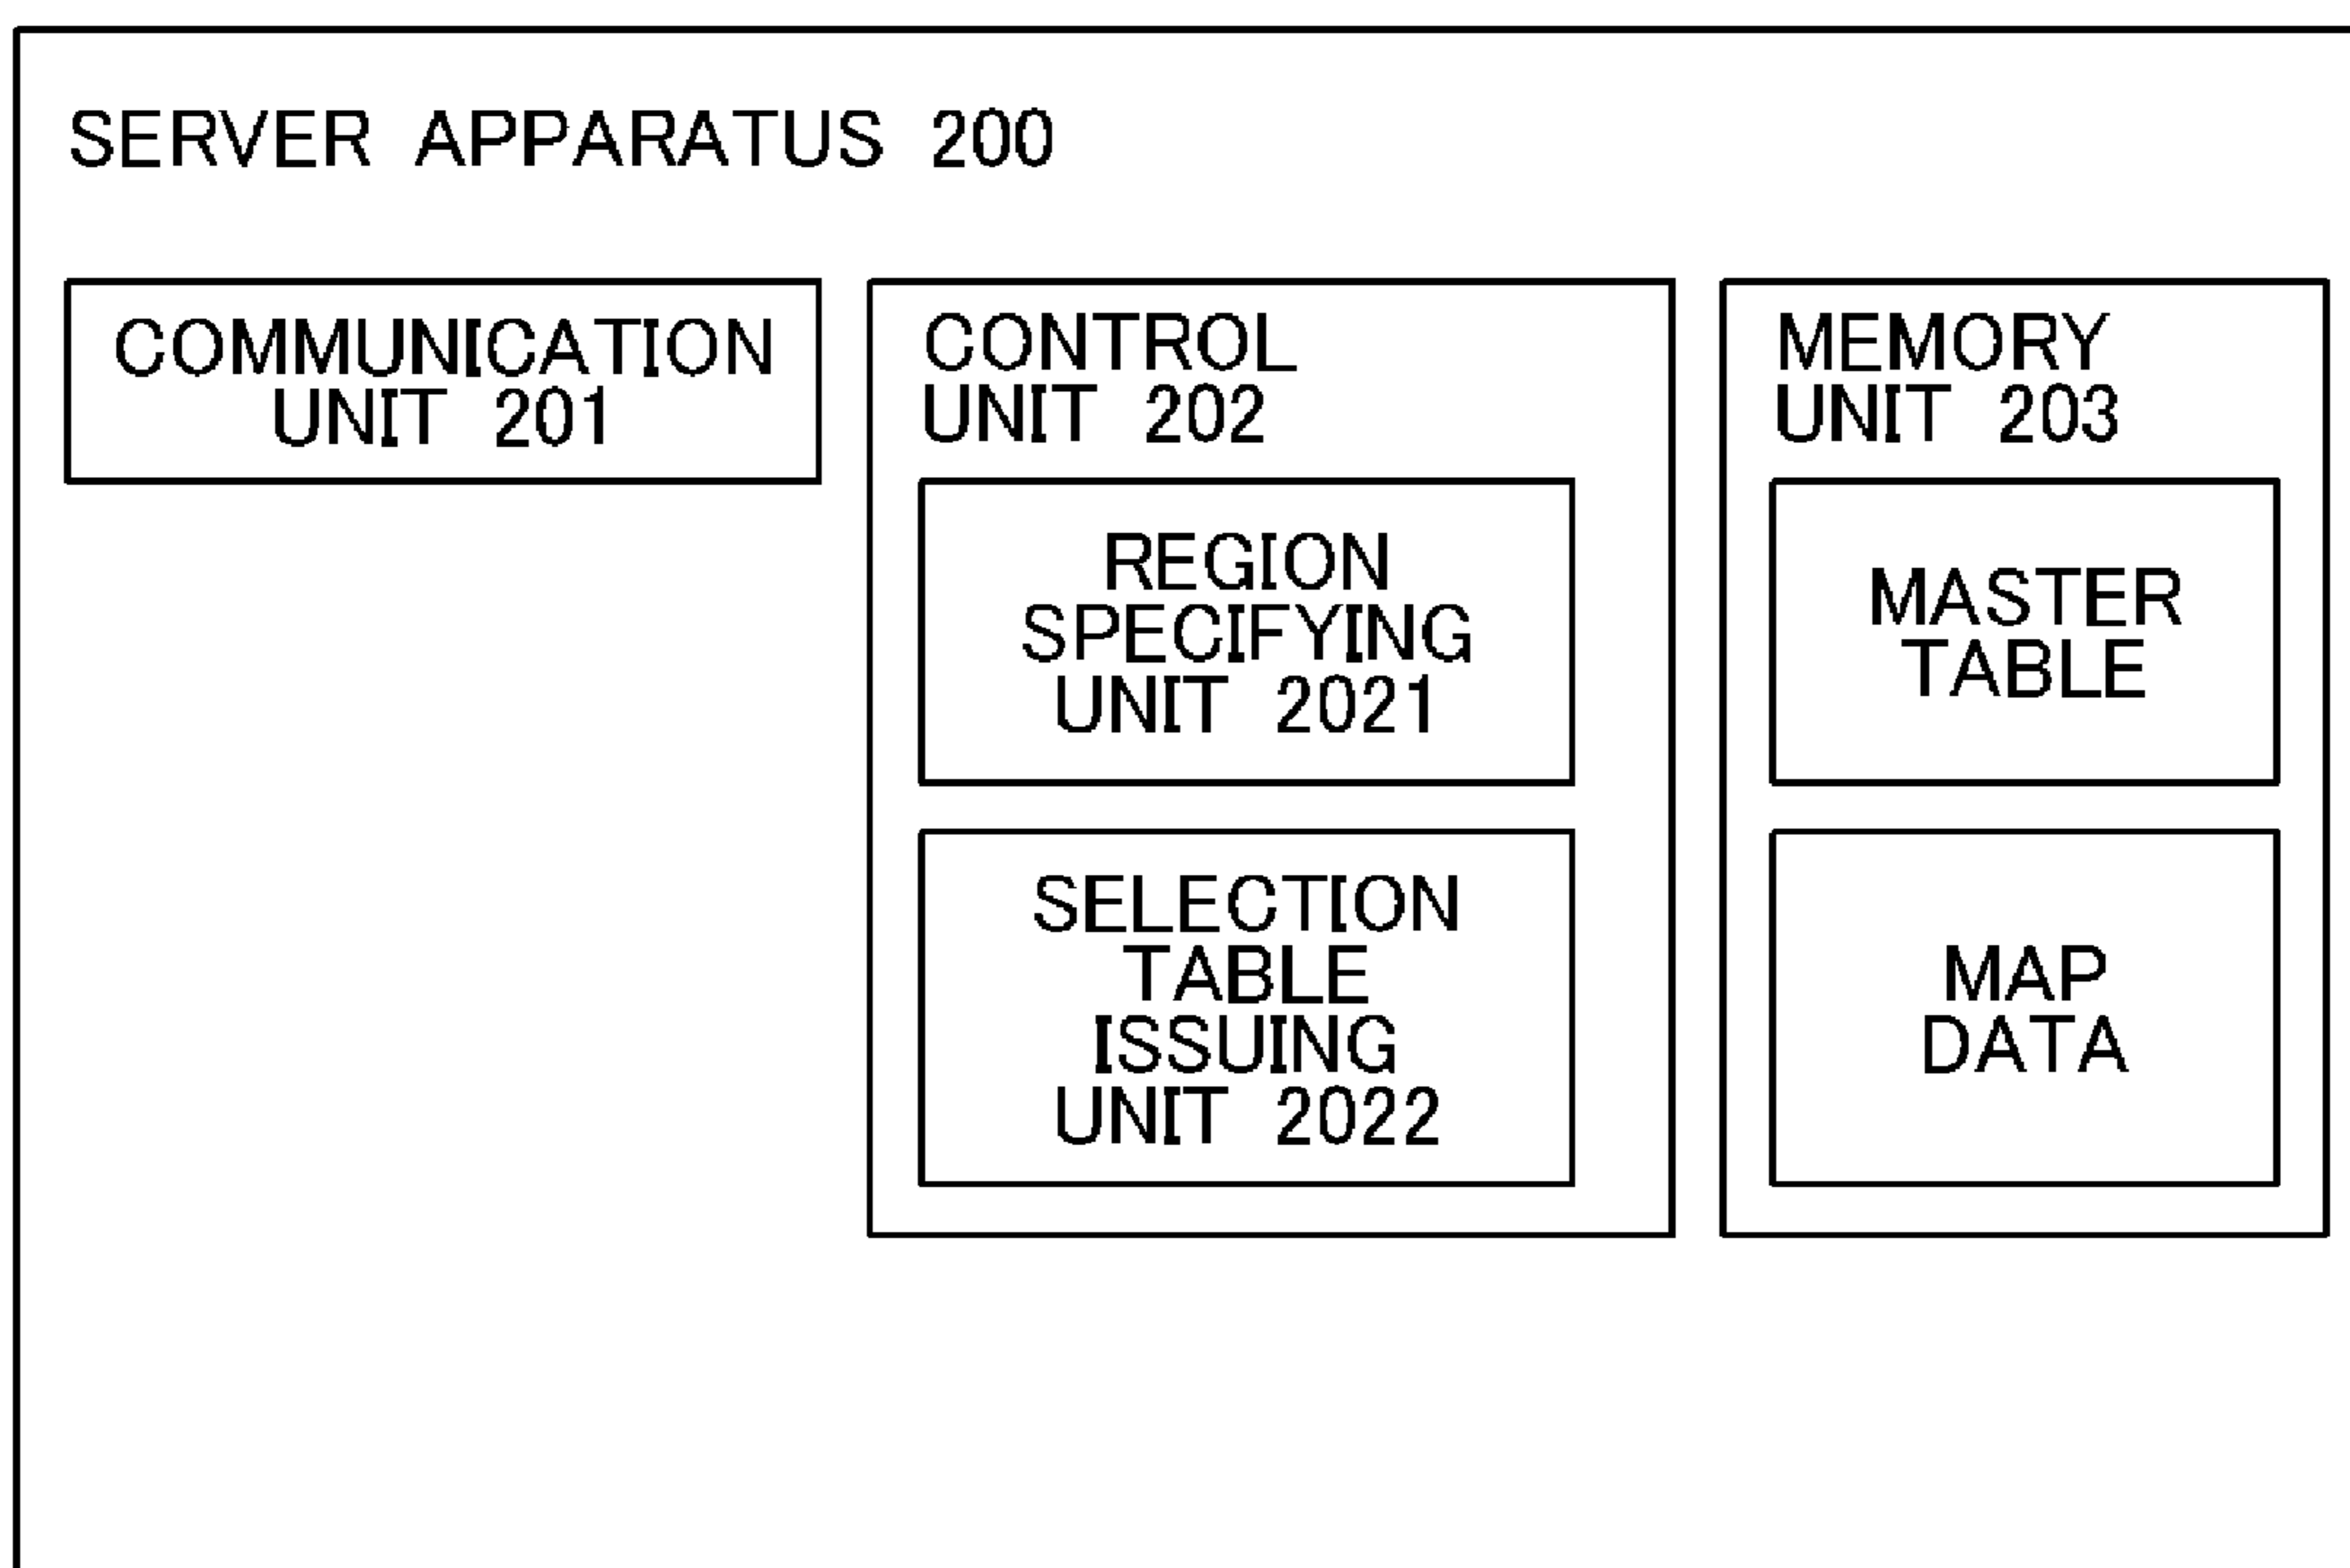 SERVER APPARATUS 200
COMMUNICATION
UNIT 201
CONTROL
UNIT 202
REGION
SPECIFYING
UNIT 2021
SELECTION
TABLE
ISSUING
UNIT 2022
MEMORY
UNIT 203
MASTER
TABLE
MAP
DATA